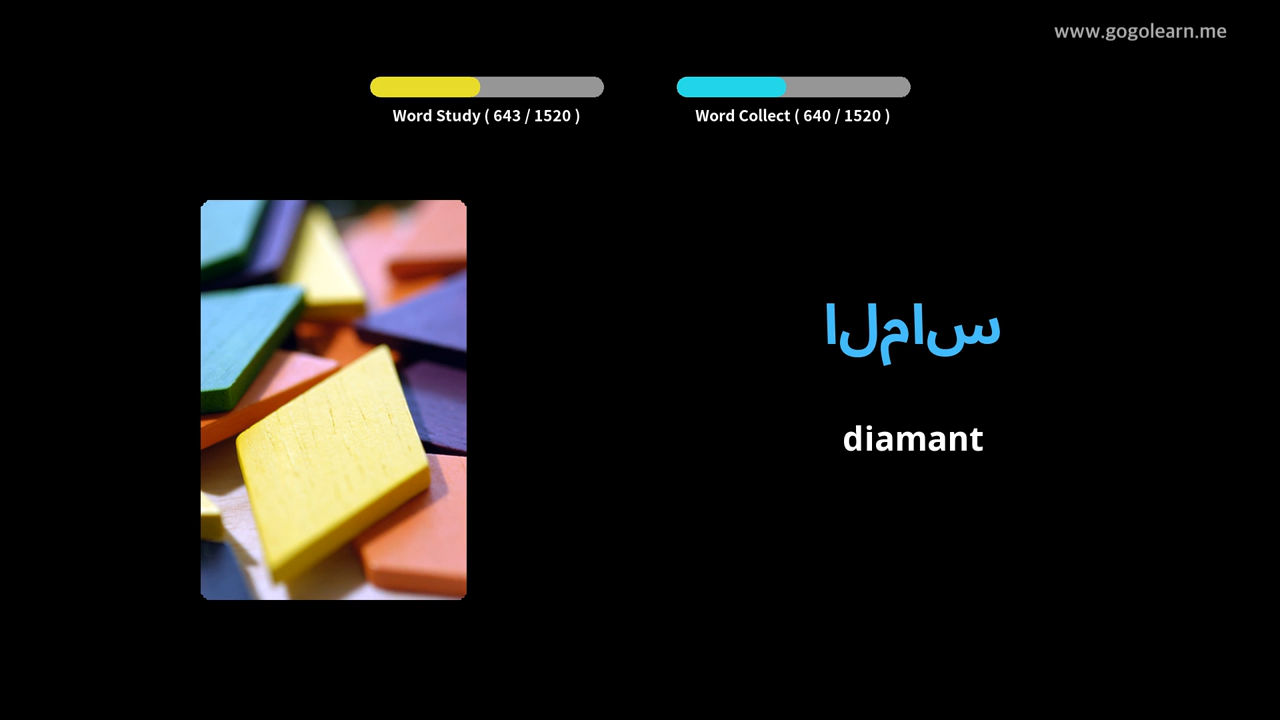 www.gogolearn.me
Word Study ( 643 / 1520 )
Word Collect ( 640 / 1520 )
الماس
diamant